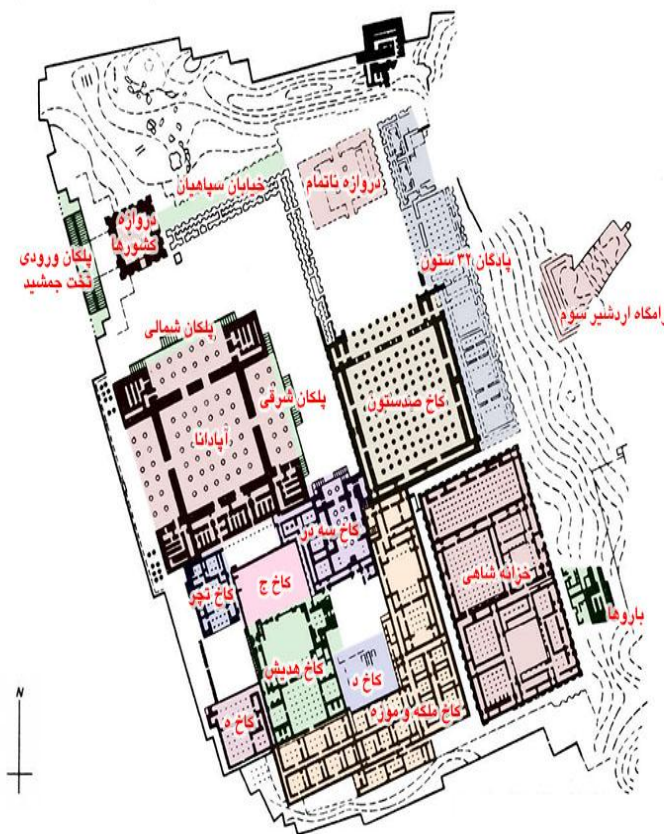 دروازه ناتمام
خیابان سپاهیان
دروازه
کشورها
پلکان ورودی
تخت جمشید
پادگان ۳۲ ستون
رامگاه اردشیر سوم
پلکان شمالی
پلکان شرقی
آپادانا
کاخ صدستون
کاخ سه در
خزانه شاهی
کاخ ج
کاخ تچر
باروها
کاخ هدیش
کاخ د
کاخ ملکه و موزه
کاخ ه
N